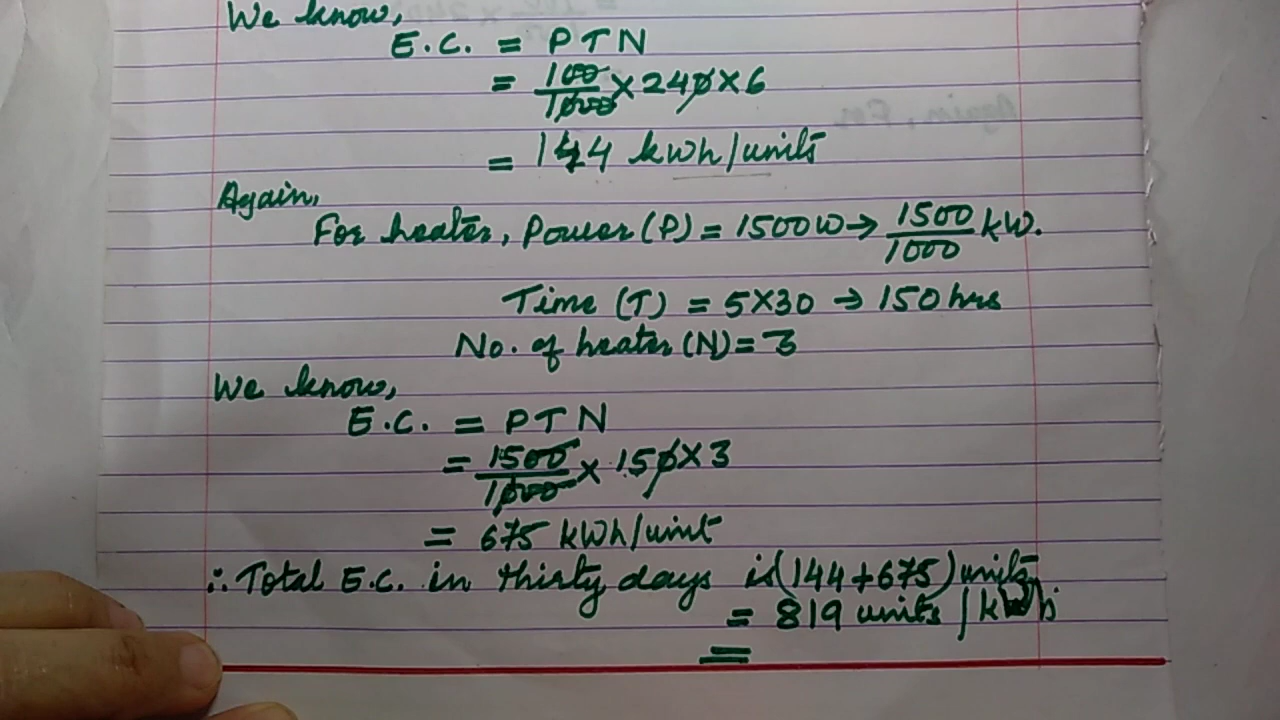 We know,
E.C. = PTN
= 100/1000 × 240 × 6
= 144 kWh/units
Again,
For heater, Power (P) = 1500W → 1500/1000 kW.
Time (T) = 5×30 → 150 hrs
No. of heater (N) = 3
We know,
E.C. = PTN
= 1500/1000 × 150 × 3
= 675 kWh/unit
∴ Total E.C. in thirty days is (144+675) units
= 819 units / kWh